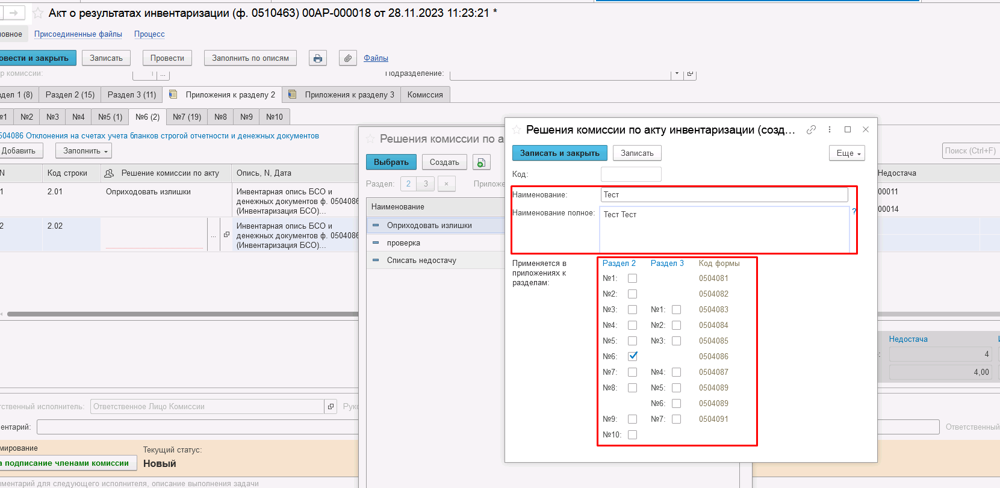 Акт о результатах инвентаризации (ф. 0510463) 00АР-000018 от 28.11.2023 11:23:21 *
овное Присоединенные файлы Процесс
овести и закрыть Записать Провести Заполнить по описям Файлы
р комиссии: 1 ... Подразделение:
дел 1 (8) Раздел 2 (15) Раздел 3 (11) Приложения к разделу 2 Приложения к разделу 3 Комиссия
№1 №2 №3 №4 №5 (1) №6 (2) №7 (19) №8 №9 №10
504086 Отклонения на счетах учета бланков строгой отчетности и денежных документов
Добавить Заполнить
Поиск (Ctrl+F)
N Код строки Решение комиссии по акту Опись, N, Дата
Недостача
1 2.01 Оприходовать излишки Инвентарная опись БСО и
денежных документов ф. 0504086
(Инвентаризация БСО)...
00011
00014
2 2.02 ... Инвентарная опись БСО и
денежных документов ф. 0504086
(Инвентаризация БСО)...
Недостача
4
4,00
тственный исполнитель: Ответственное Лицо Комиссии Руко
ентарий:
Ответственный
мирование
Текущий статус:
а подписание членами комиссии Новый
ментарий для следующего исполнителя, описание выполнения задачи
Решения комиссии по а
Выбрать Создать
Раздел: 2 3 × Приложе
Наименование
Оприходовать излишки
проверка
Списать недостачу
Решения комиссии по акту инвентаризации (созд...
Записать и закрыть Записать Еще
Код:
Наименование: Тест
Наименование полное: Тест Тест ?
Применяется в
приложениях к
разделам:
Раздел 2 Раздел 3 Код формы
№1: 0504081
№2: 0504082
№3: №1: 0504083
№4: №2: 0504084
№5: №3: 0504085
№6: 0504086
№7: №4: 0504087
№8: №5: 0504089
№6: 0504089
№9: №7: 0504091
№10: